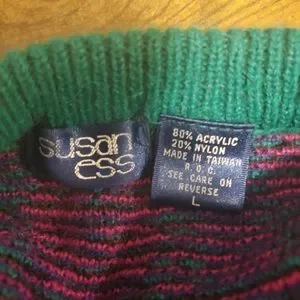 susan
ess
80% ACRYLIC
20% NYLON
MADE IN TAIWAN
R.O.C.
SEE CARE ON
REVERSE
L